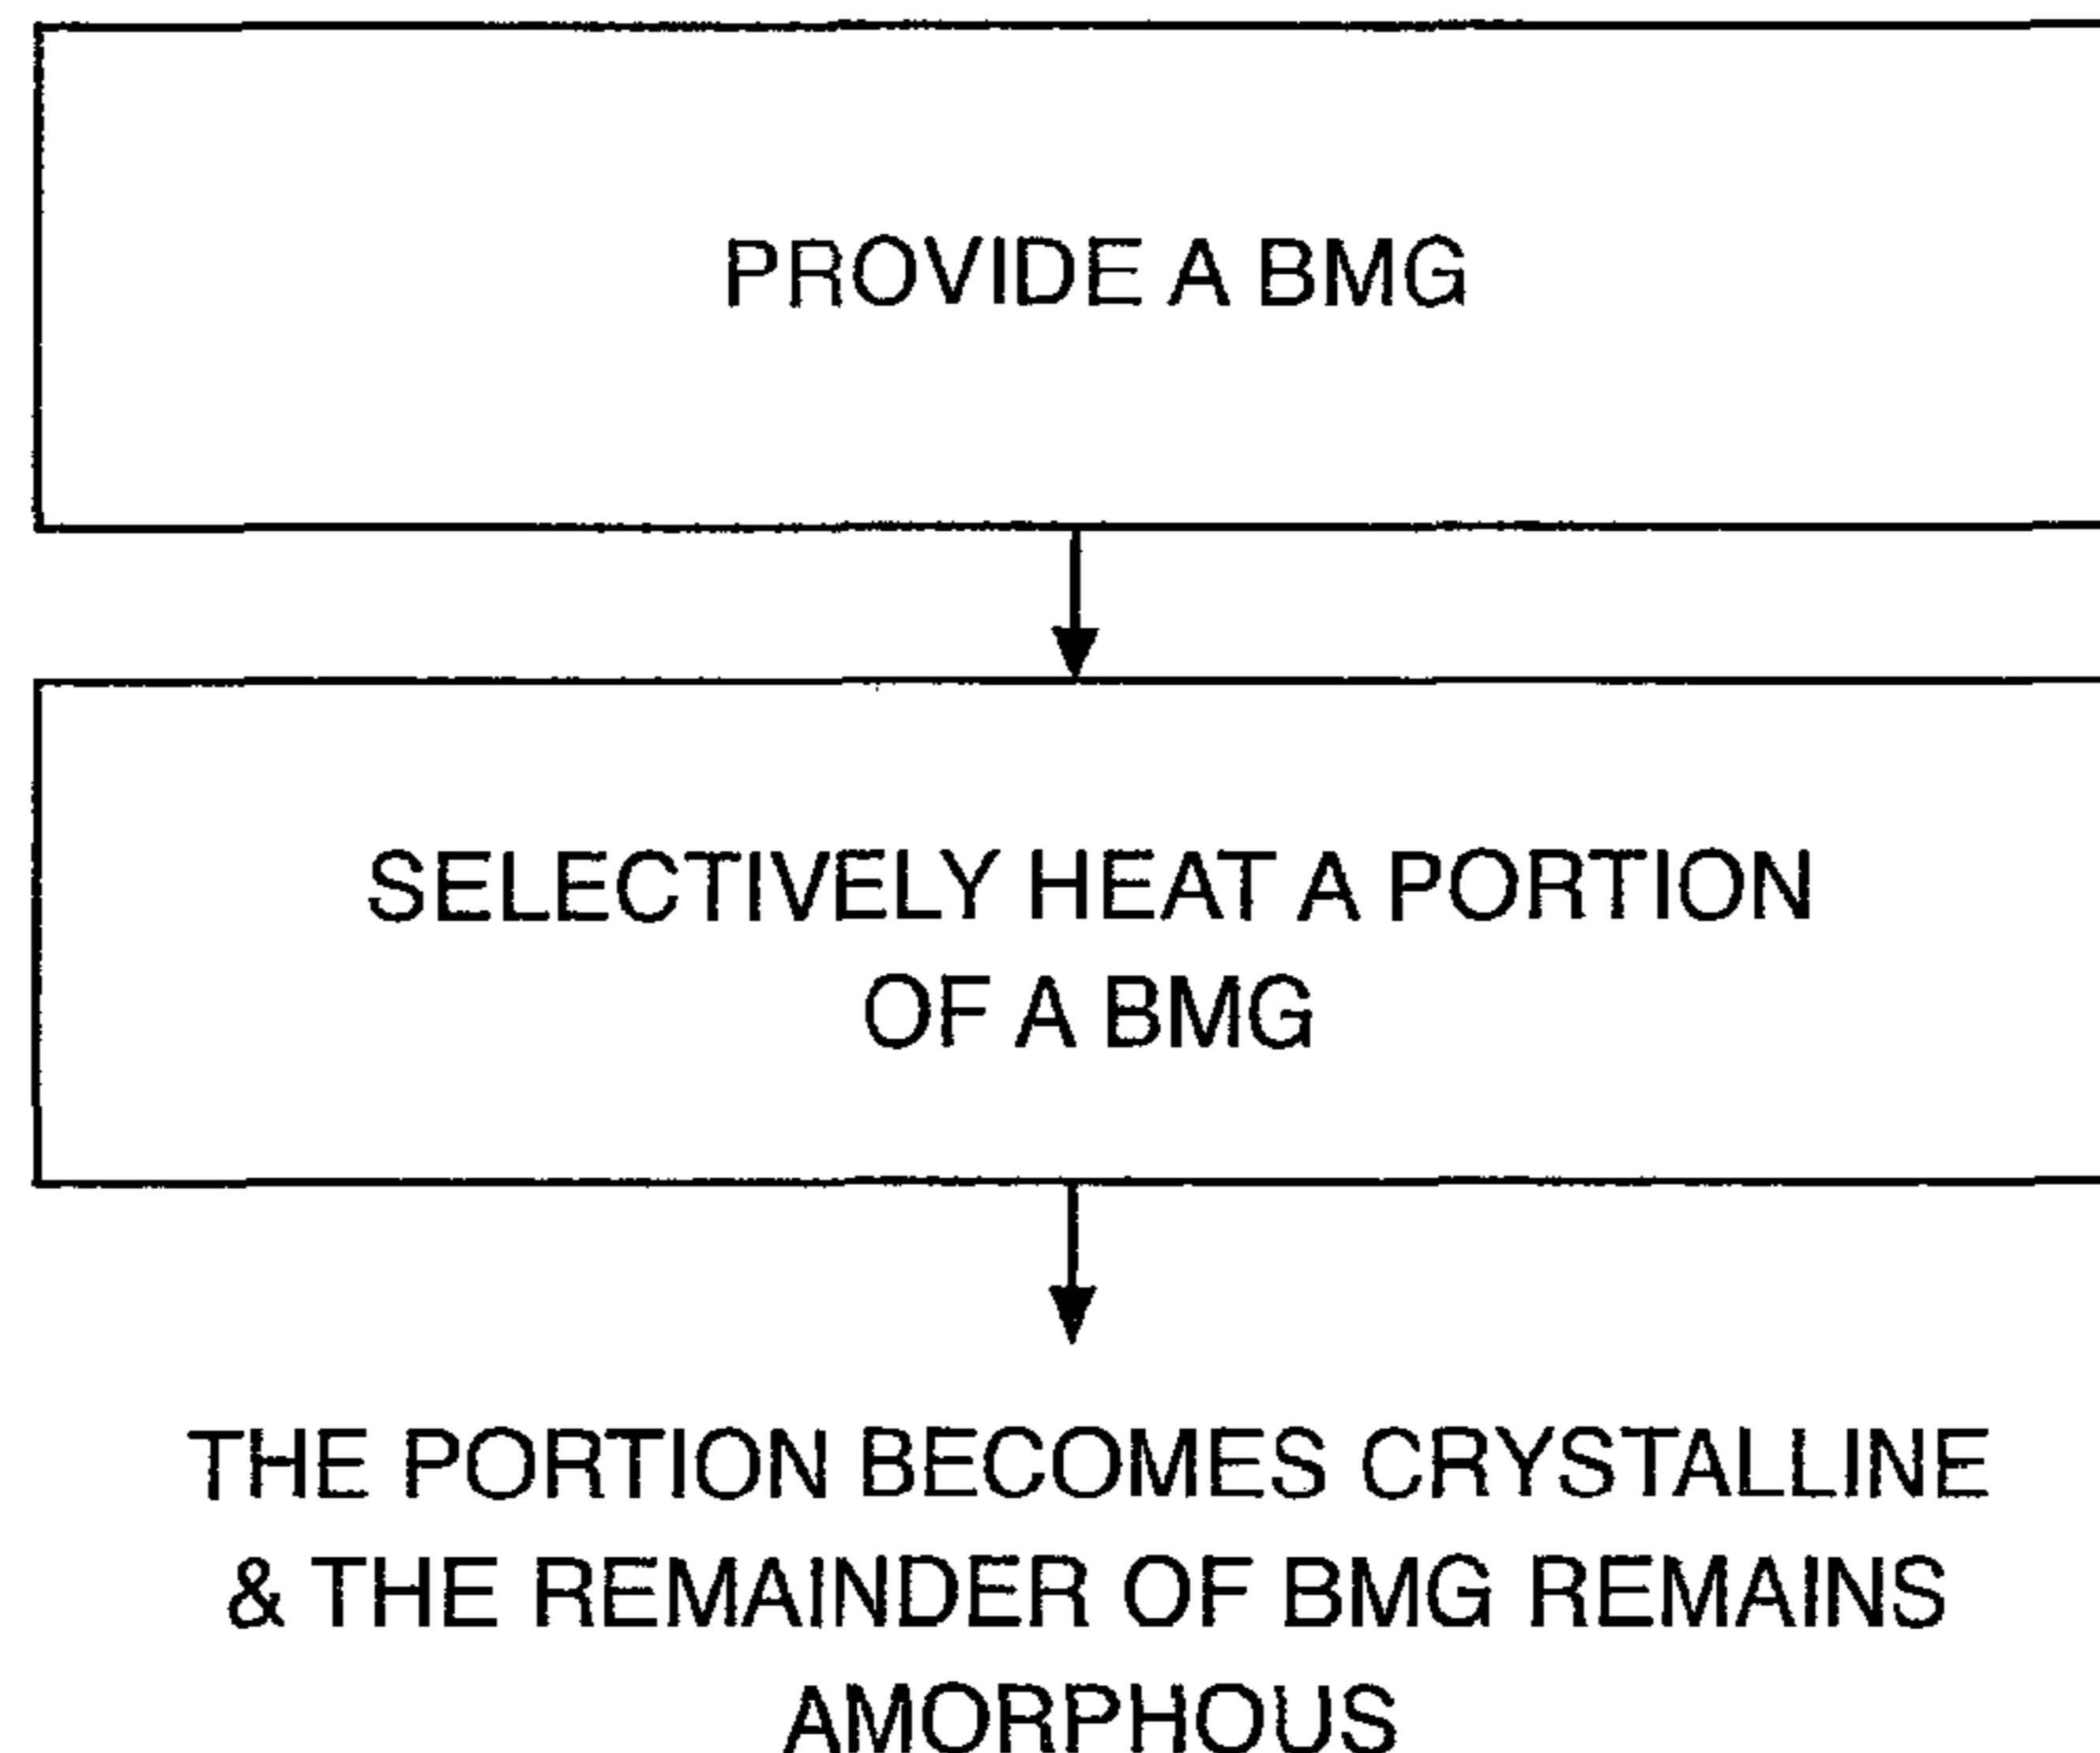 PROVIDE A BMG
SELECTIVELY HEAT A PORTION
OF A BMG
THE PORTION BECOMES CRYSTALLINE
& THE REMAINDER OF BMG REMAINS
AMORPHOUS